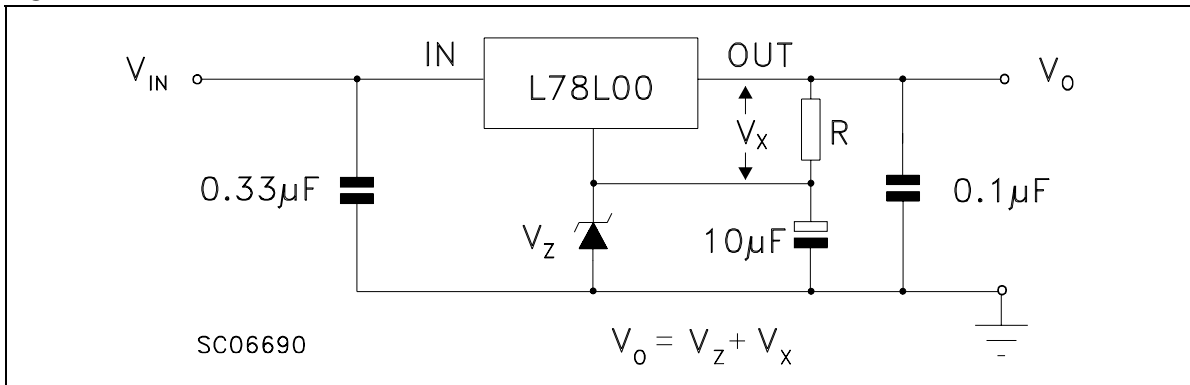 IN
OUT
V_IN
L78L00
V_O
V_X
R
0.33µF
0.1µF
V_Z
10µF
SC06690
V_O = V_Z + V_X